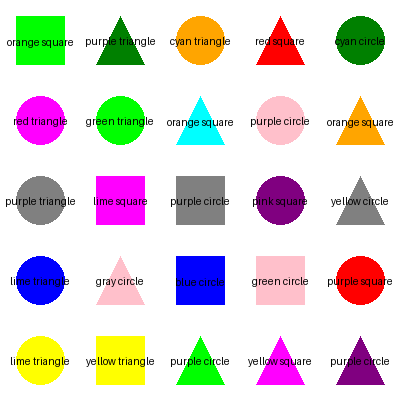 orange square purple triangle cyan triangle red square cyan circle
red triangle green triangle orange square purple circle orange square
purple triangle lime square purple circle pink square yellow circle
lime triangle gray circle blue circle green circle purple square
lime triangle yellow triangle purple circle yellow square purple circle